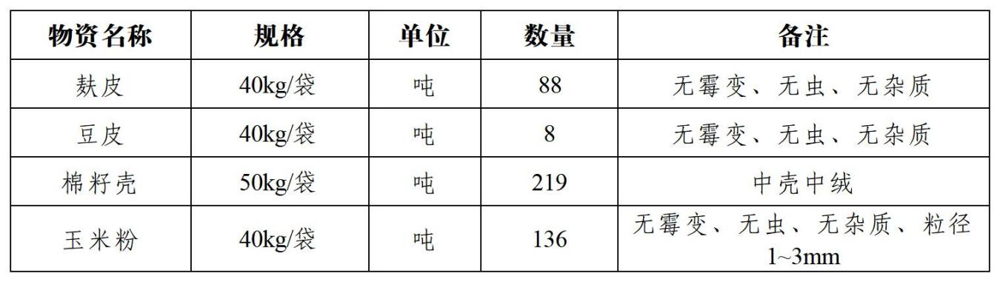 物资名称 规格 单位 数量 备注
麸皮 40kg/袋 吨 88 无霉变、无虫、无杂质
豆皮 40kg/袋 吨 8 无霉变、无虫、无杂质
棉籽壳 50kg/袋 吨 219 中壳中绒
玉米粉 40kg/袋 吨 136 无霉变、无虫、无杂质、粒径
1~3mm